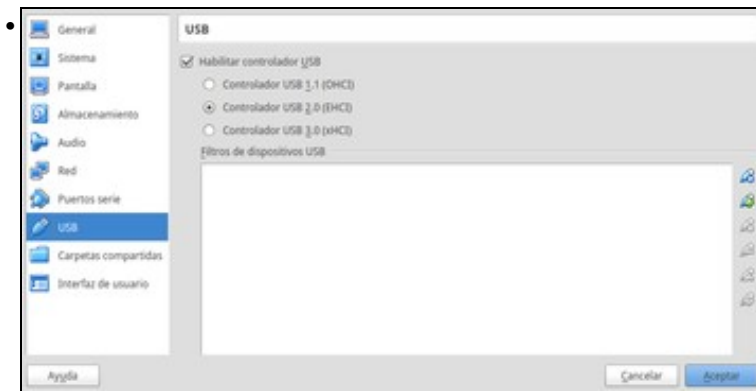 General
Sistema
Pantalla
Almacenamiento
Audio
Red
Puertos serie
USB
Carpetas compartidas
Interfaz de usuario
USB
Habilitar controlador USB
Controlador USB 1.1 (OHCI)
Controlador USB 2.0 (EHCI)
Controlador USB 3.0 (xHCI)
Filtros de dispositivos USB
Ayuda
Cancelar
Aceptar